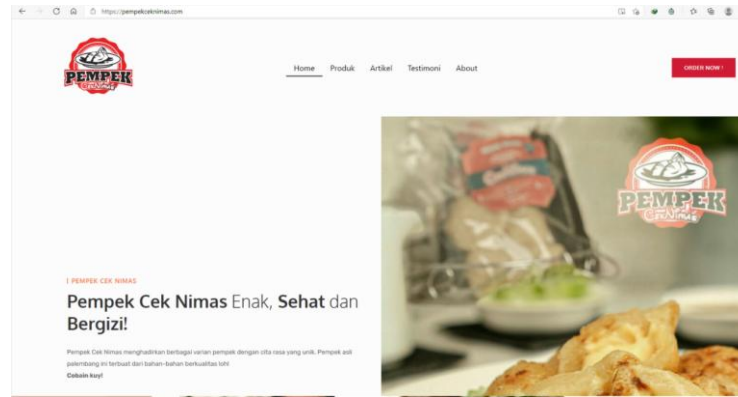 https://pempekceknimas.com
PEMPEK
Cek Nimas
Home Produk Artikel Testimoni About
ORDER NOW !
PEMPEK
Cek Nimas
| PEMPEK CEK NIMAS
Pempek Cek Nimas Enak, Sehat dan
Bergizi!
Pempek Cek Nimas menghadirkan berbagai varian pempek dengan cita rasa yang unik. Pempek asli
palembang ini terbuat dari bahan-bahan berkualitas loh!
Cobain kuy!